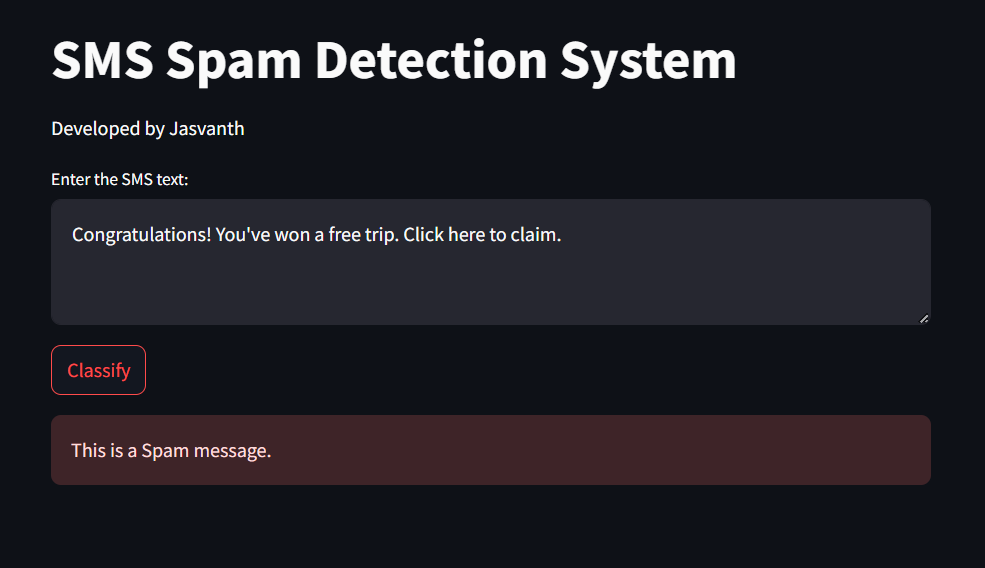 SMS Spam Detection System
Developed by Jasvanth
Enter the SMS text:
Congratulations! You've won a free trip. Click here to claim.
Classify
This is a Spam message.